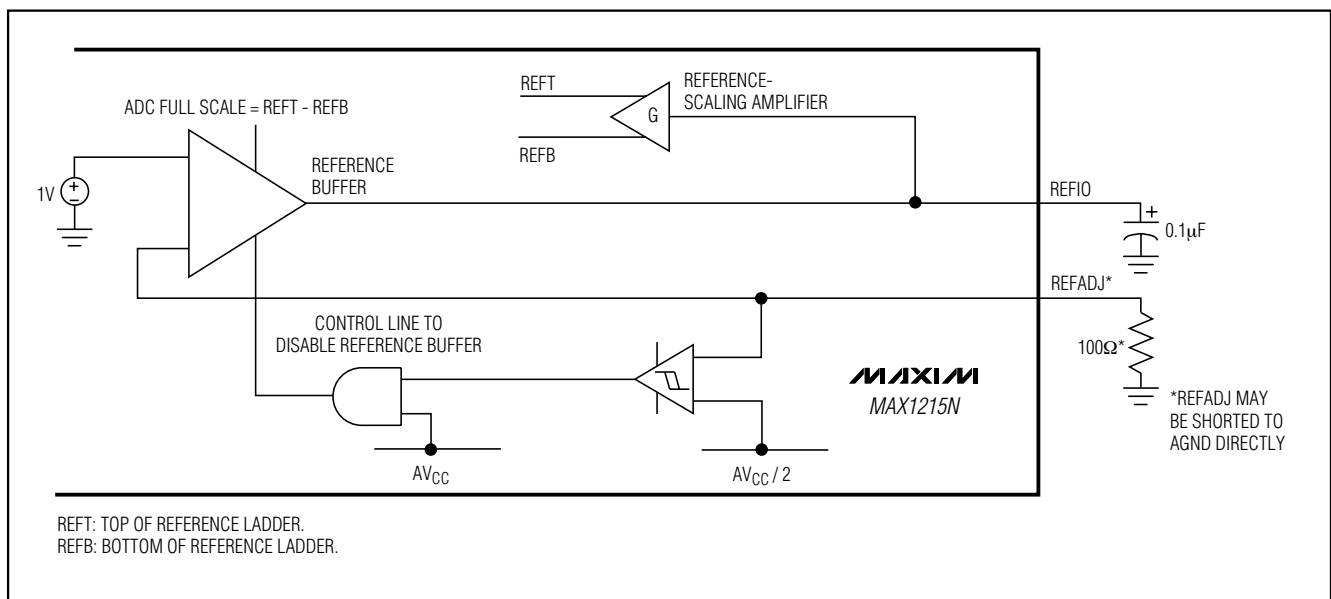 ADC FULL SCALE = REFT - REFB
REFT
REFB
G
REFERENCE-
SCALING AMPLIFIER
1V
+
−
REFERENCE
BUFFER
REFIO
+
0.1µF
REFADJ*
100Ω*
*REFADJ MAY
BE SHORTED TO
AGND DIRECTLY
CONTROL LINE TO
DISABLE REFERENCE BUFFER
MAXIM
MAX1215N
AVCC
AVCC / 2
REFT: TOP OF REFERENCE LADDER.
REFB: BOTTOM OF REFERENCE LADDER.